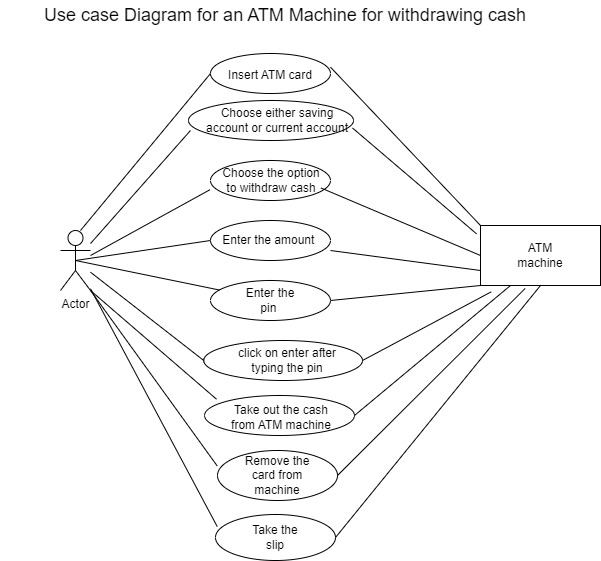 Use case Diagram for an ATM Machine for withdrawing cash
Insert ATM card
Choose either saving
account or current account
Choose the option
to withdraw cash
Enter the amount
ATM
machine
Enter the
pin
Actor
click on enter after
typing the pin
Take out the cash
from ATM machine
Remove the
card from
machine
Take the
slip